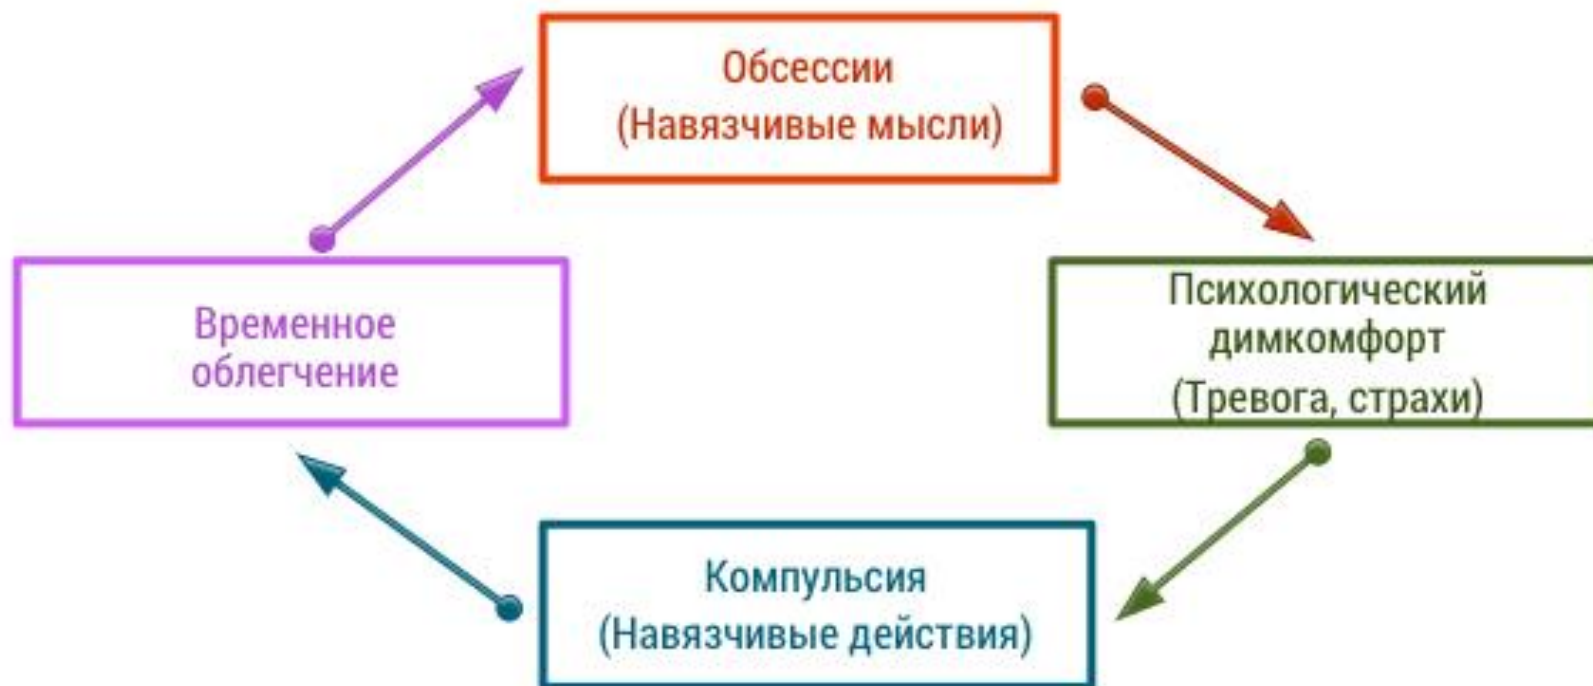 Обсессии
(Навязчивые мысли)
Психологический
димкомфорт
(Тревога, страхи)
Компульсия
(Навязчивые действия)
Временное
облегчение